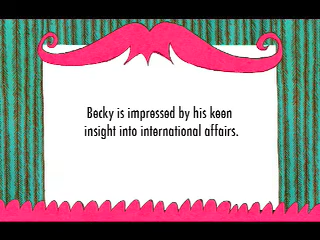 Becky is impressed by his keen
insight into international affairs.